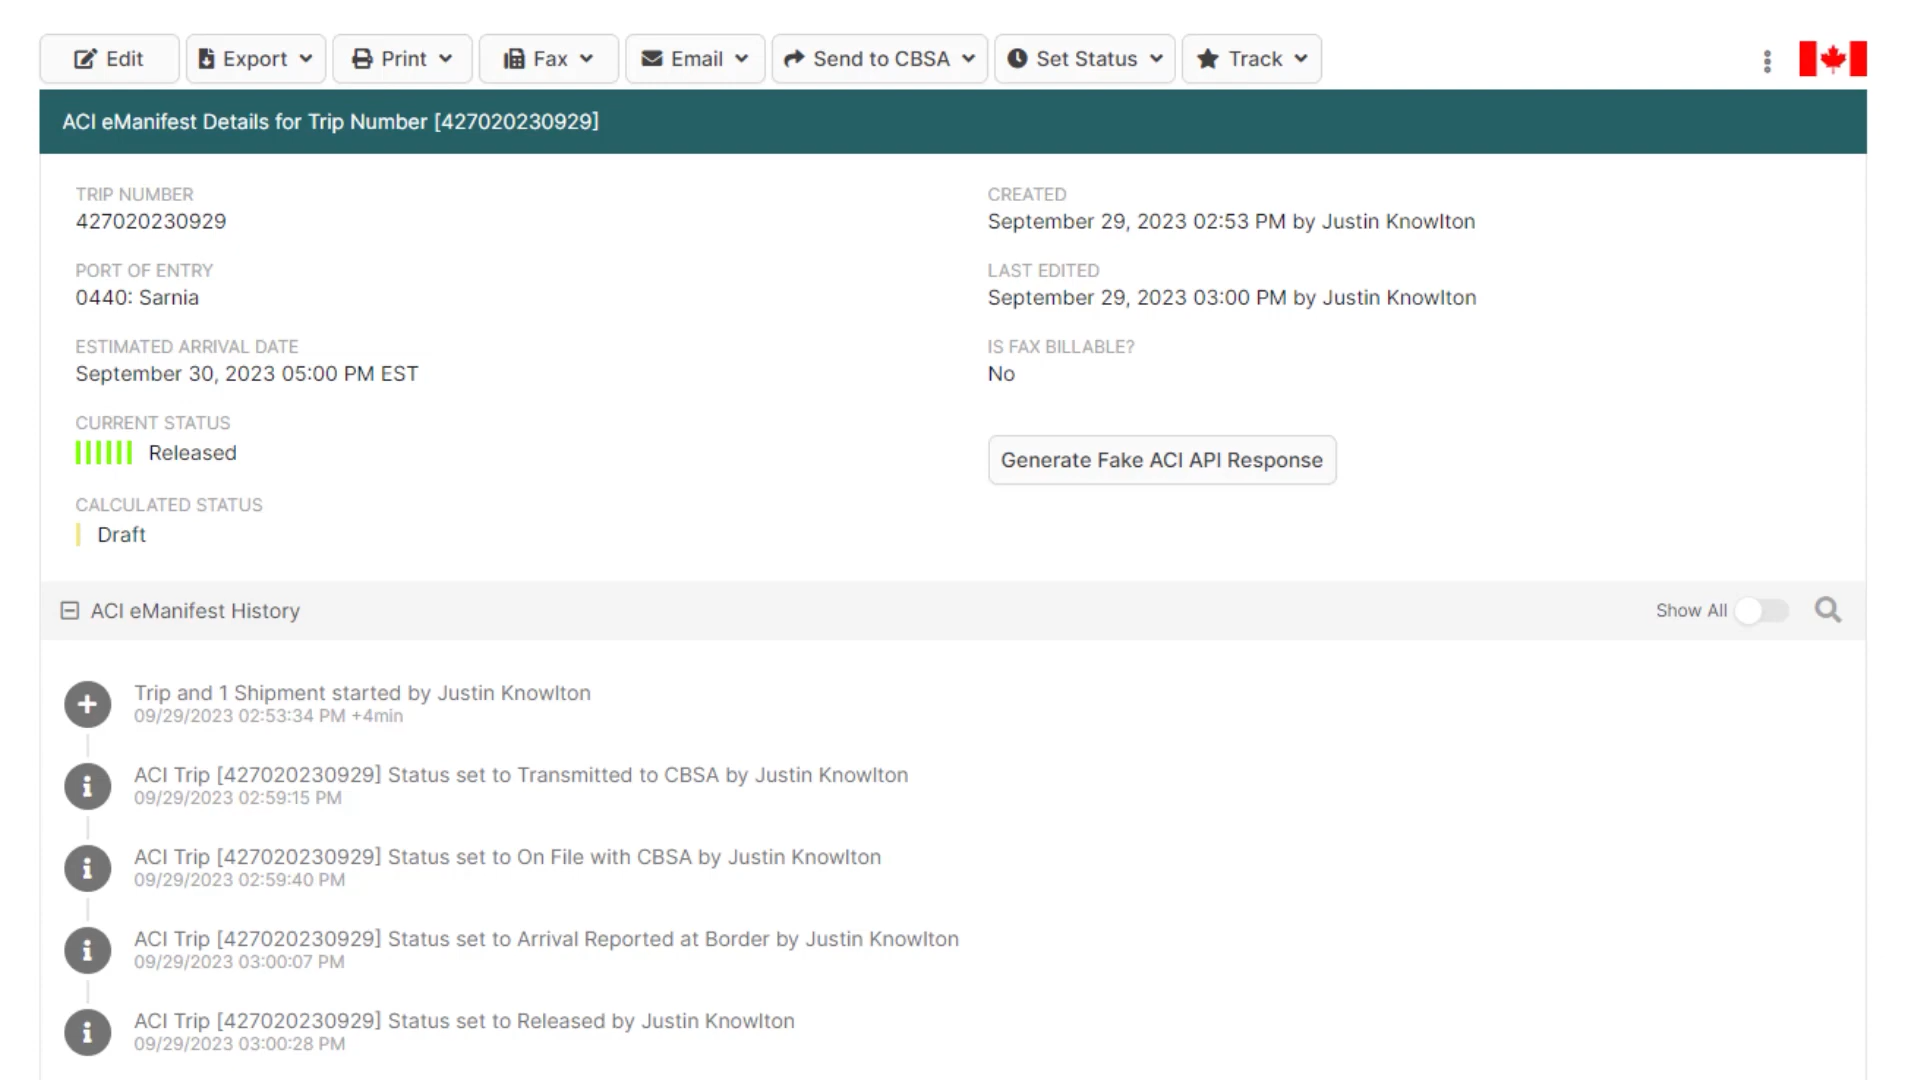 Edit Export Print Fax Email Send to CBSA Set Status Track
ACI eManifest Details for Trip Number [427020230929]
TRIP NUMBER
427020230929
PORT OF ENTRY
0440: Sarnia
ESTIMATED ARRIVAL DATE
September 30, 2023 05:00 PM EST
CURRENT STATUS
Released
CALCULATED STATUS
Draft
CREATED
September 29, 2023 02:53 PM by Justin Knowlton
LAST EDITED
September 29, 2023 03:00 PM by Justin Knowlton
IS FAX BILLABLE?
No
Generate Fake ACI API Response
ACI eManifest History
Show All
Trip and 1 Shipment started by Justin Knowlton
09/29/2023 02:53:34 PM +4min
ACI Trip [427020230929] Status set to Transmitted to CBSA by Justin Knowlton
09/29/2023 02:59:15 PM
ACI Trip [427020230929] Status set to On File with CBSA by Justin Knowlton
09/29/2023 02:59:40 PM
ACI Trip [427020230929] Status set to Arrival Reported at Border by Justin Knowlton
09/29/2023 03:00:07 PM
ACI Trip [427020230929] Status set to Released by Justin Knowlton
09/29/2023 03:00:28 PM